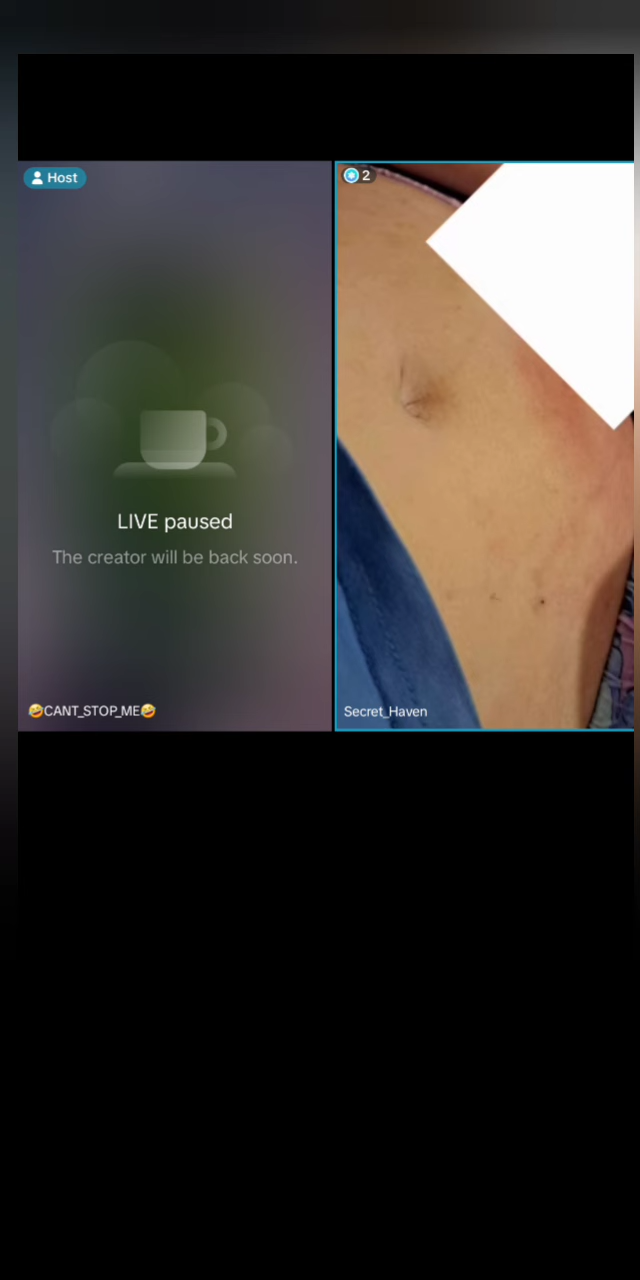 Host
2
LIVE paused
The creator will be back soon.
🤣CANT_STOP_ME🤣
Secret_Haven